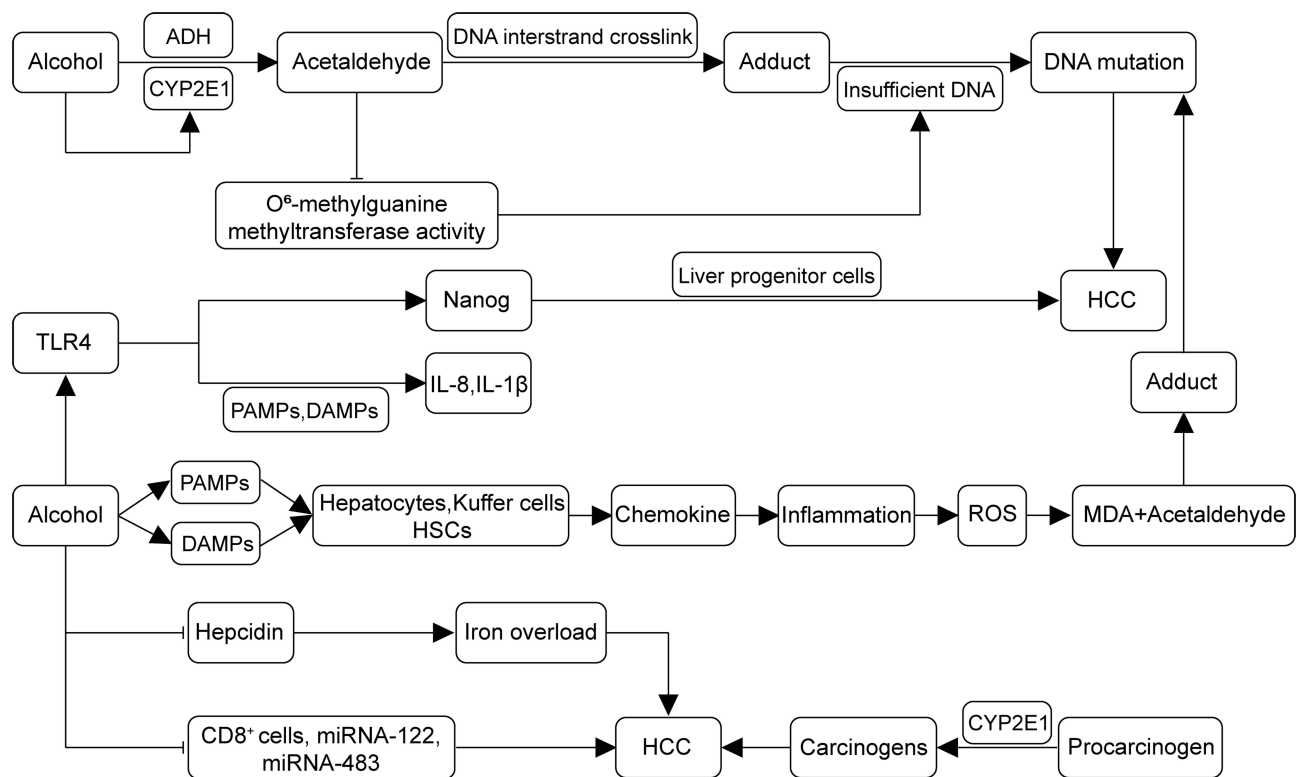 ADH
DNA interstrand crosslink
Alcohol
Acetaldehyde
Adduct
DNA mutation
CYP2E1
Insufficient DNA
O⁶-methylguanine
methyltransferase activity
Liver progenitor cells
Nanog
HCC
TLR4
IL-8,IL-1β
Adduct
PAMPs,DAMPs
PAMPs
Alcohol
Hepatocytes,Kuffer cells
HSCs
Chemokine
Inflammation
ROS
MDA+Acetaldehyde
DAMPs
Hepcidin
Iron overload
CD8⁺ cells, miRNA-122,
miRNA-483
HCC
Carcinogens
CYP2E1
Procarcinogen